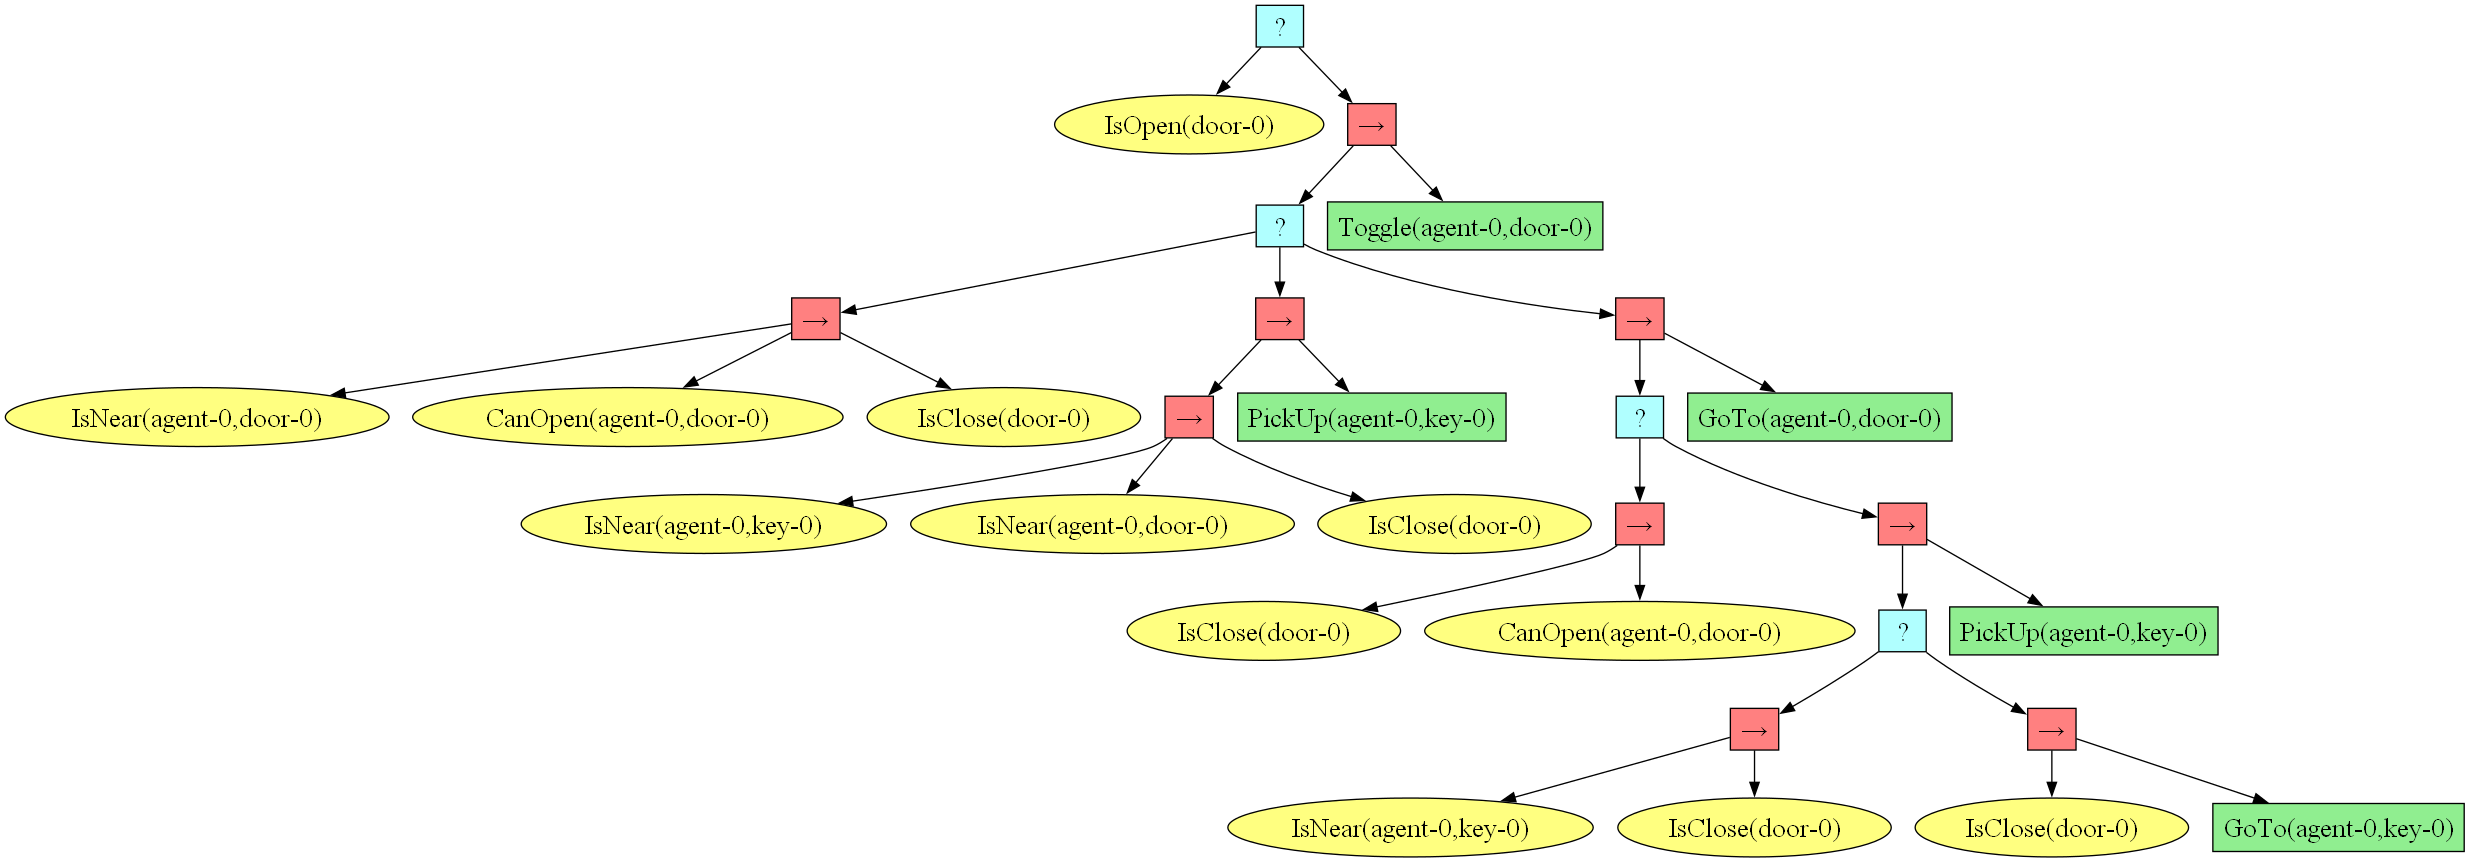 ?
IsOpen(door-0)
→
?
Toggle(agent-0,door-0)
→
→
→
IsNear(agent-0,door-0)
CanOpen(agent-0,door-0)
IsClose(door-0)
→
PickUp(agent-0,key-0)
?
GoTo(agent-0,door-0)
IsNear(agent-0,key-0)
IsNear(agent-0,door-0)
IsClose(door-0)
→
→
IsClose(door-0)
CanOpen(agent-0,door-0)
?
PickUp(agent-0,key-0)
→
→
IsNear(agent-0,key-0)
IsClose(door-0)
IsClose(door-0)
GoTo(agent-0,key-0)